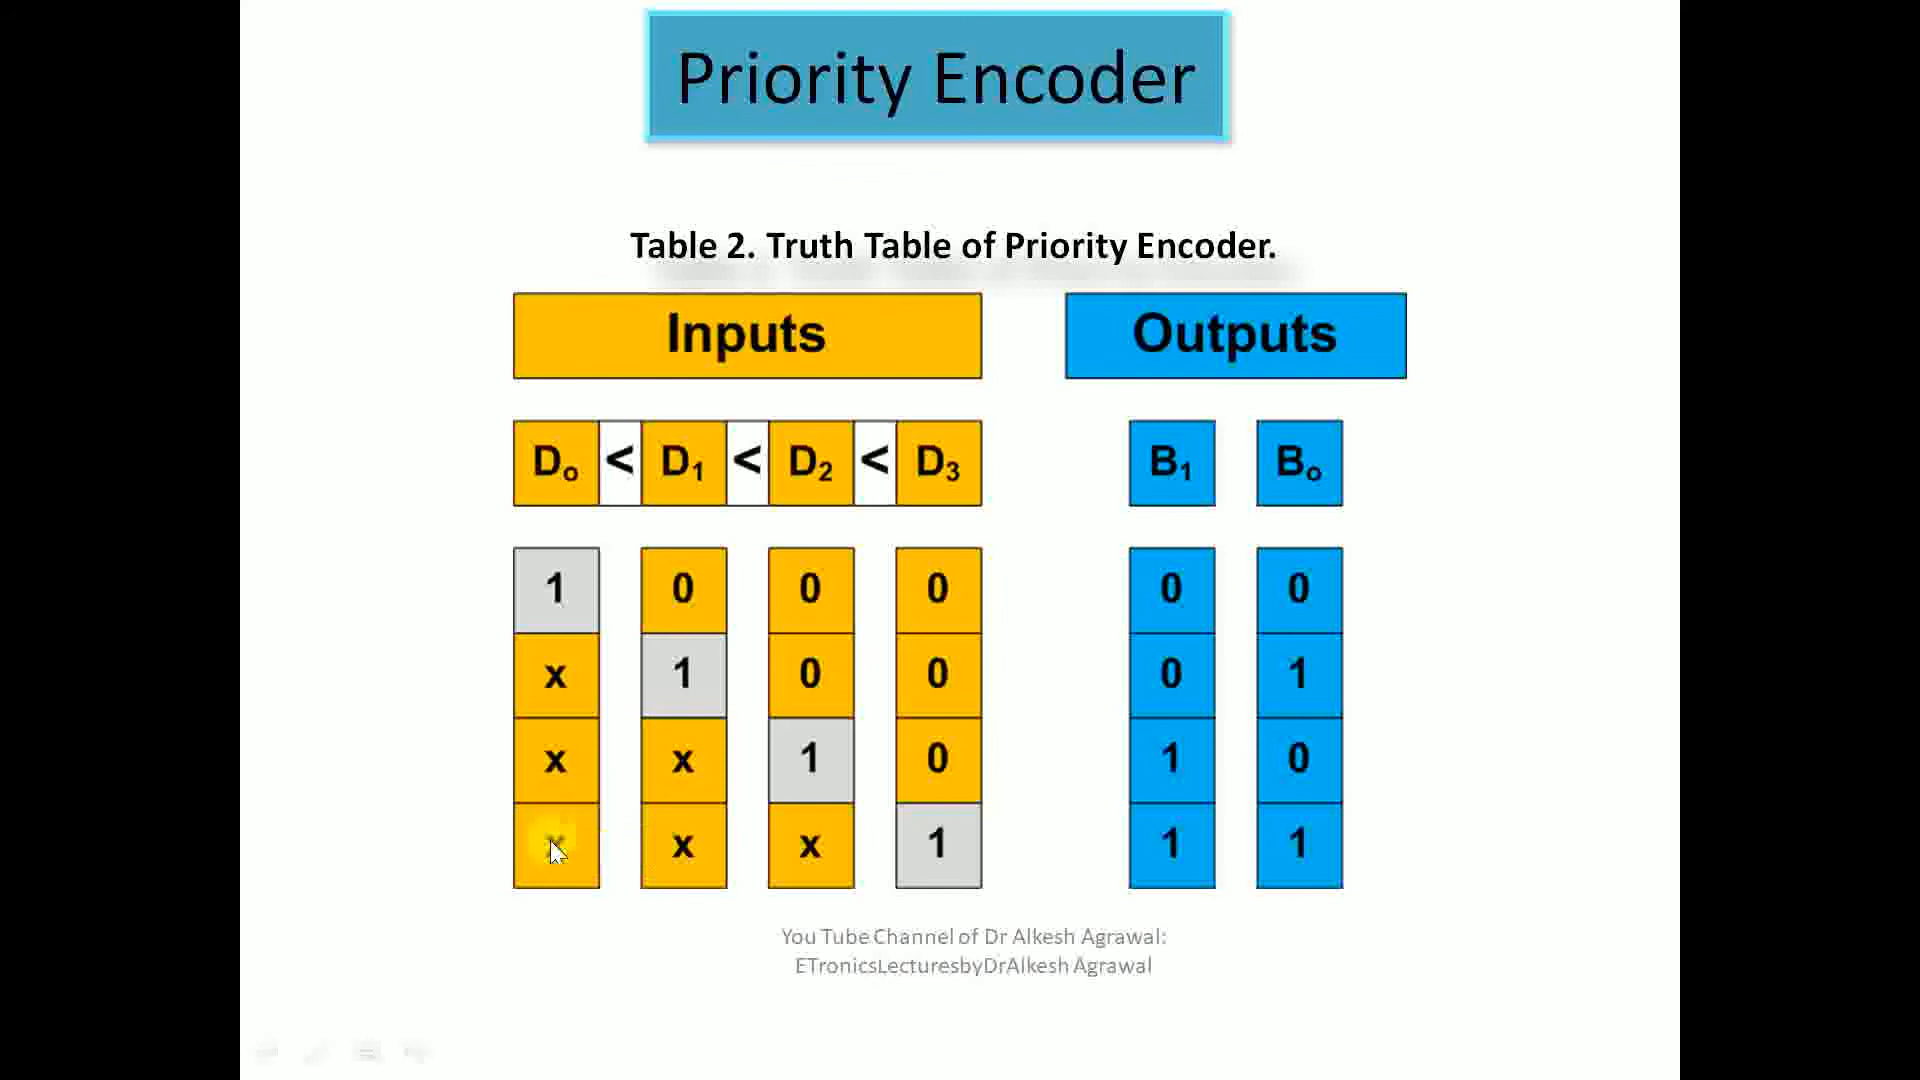 Priority Encoder
Table 2. Truth Table of Priority Encoder.
Inputs Outputs
Do < D1 < D2 < D3 B1 Bo
1 0 0 0 0 0
x 1 0 0 0 1
x x 1 0 1 0
x x x 1 1 1
You Tube Channel of Dr Alkesh Agrawal:
ETronicsLecturesbyDrAlkesh Agrawal